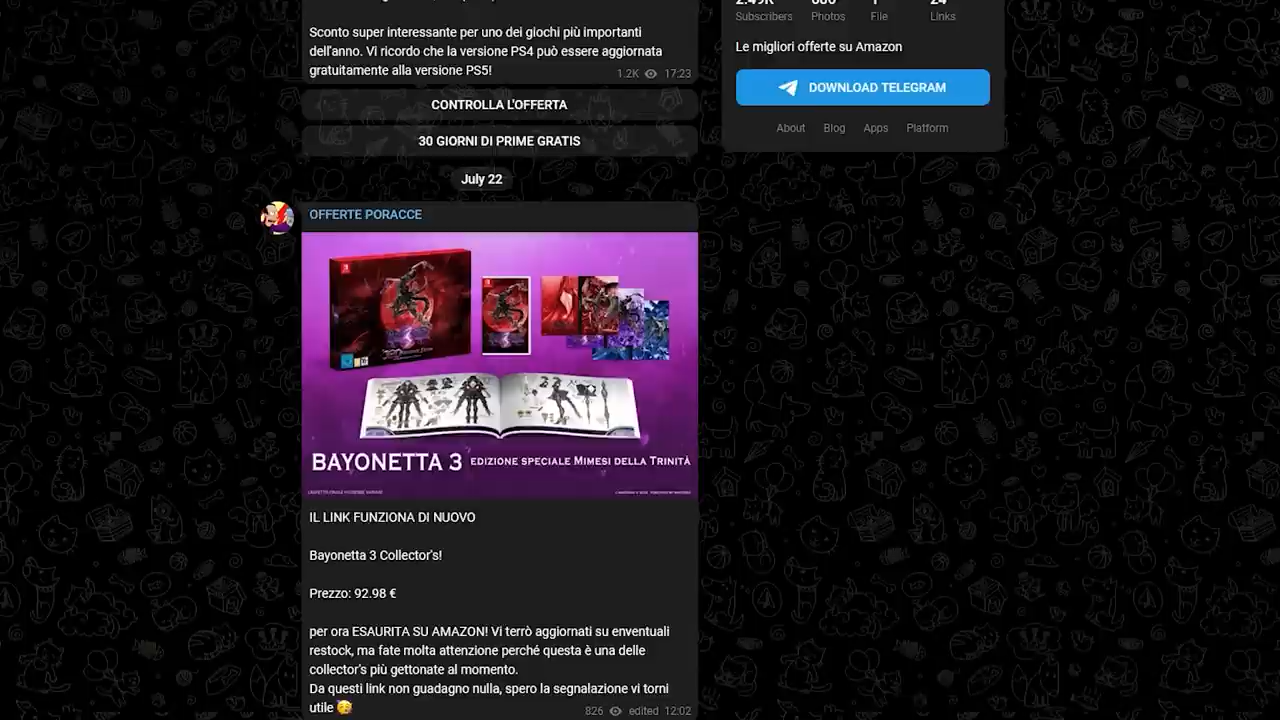 Sconto super interessante per uno dei giochi più importanti
dell'anno. Vi ricordo che la versione PS4 può essere aggiornata
gratuitamente alla versione PS5!
1.2K 17:23
CONTROLLA L'OFFERTA
30 GIORNI DI PRIME GRATIS
July 22
OFFERTE PORACCE
BAYONETTA 3 EDIZIONE SPECIALE MIMESI DELLA TRINITÀ
IL LINK FUNZIONA DI NUOVO
Bayonetta 3 Collector's!
Prezzo: 92.98 €
per ora ESAURITA SU AMAZON! Vi terrò aggiornati su enventuali
restock, ma fate molta attenzione perché questa è una delle
collector's più gettonate al momento.
Da questi link non guadagno nulla, spero la segnalazione vi torni
utile 🥳
826 edited 12:02
Subscribers Photos File Links
Le migliori offerte su Amazon
DOWNLOAD TELEGRAM
About Blog Apps Platform